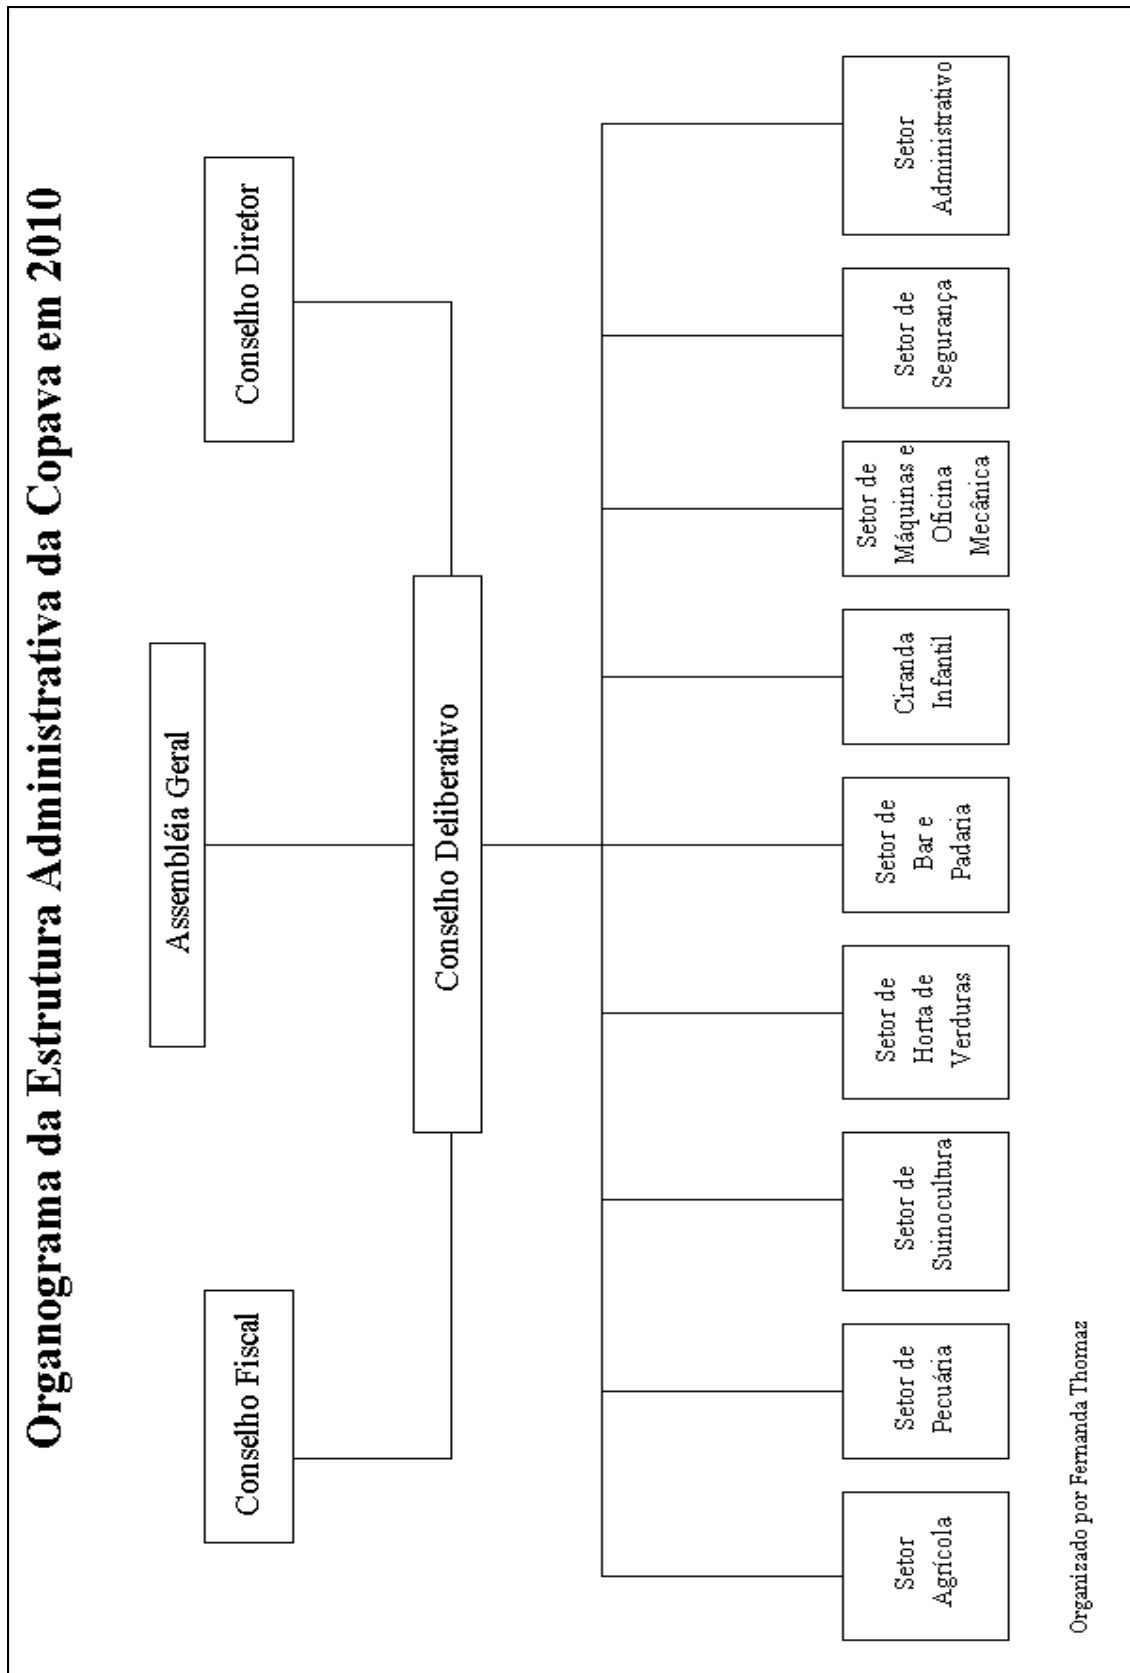 Organograma da Estrutura Administrativa da Copava em 2010
Assembléia Geral
Conselho Fiscal
Conselho Diretor
Conselho Deliberativo
Setor
Agrícola
Setor de
Pecuária
Setor de
Suinocultura
Setor de
Horta de
Verduras
Setor de
Bar e
Padaria
Ciranda
Infantil
Setor de
Máquinas e
Oficina
Mecânica
Setor de
Segurança
Setor
Administrativo
Organizado por Fernanda Thomaz